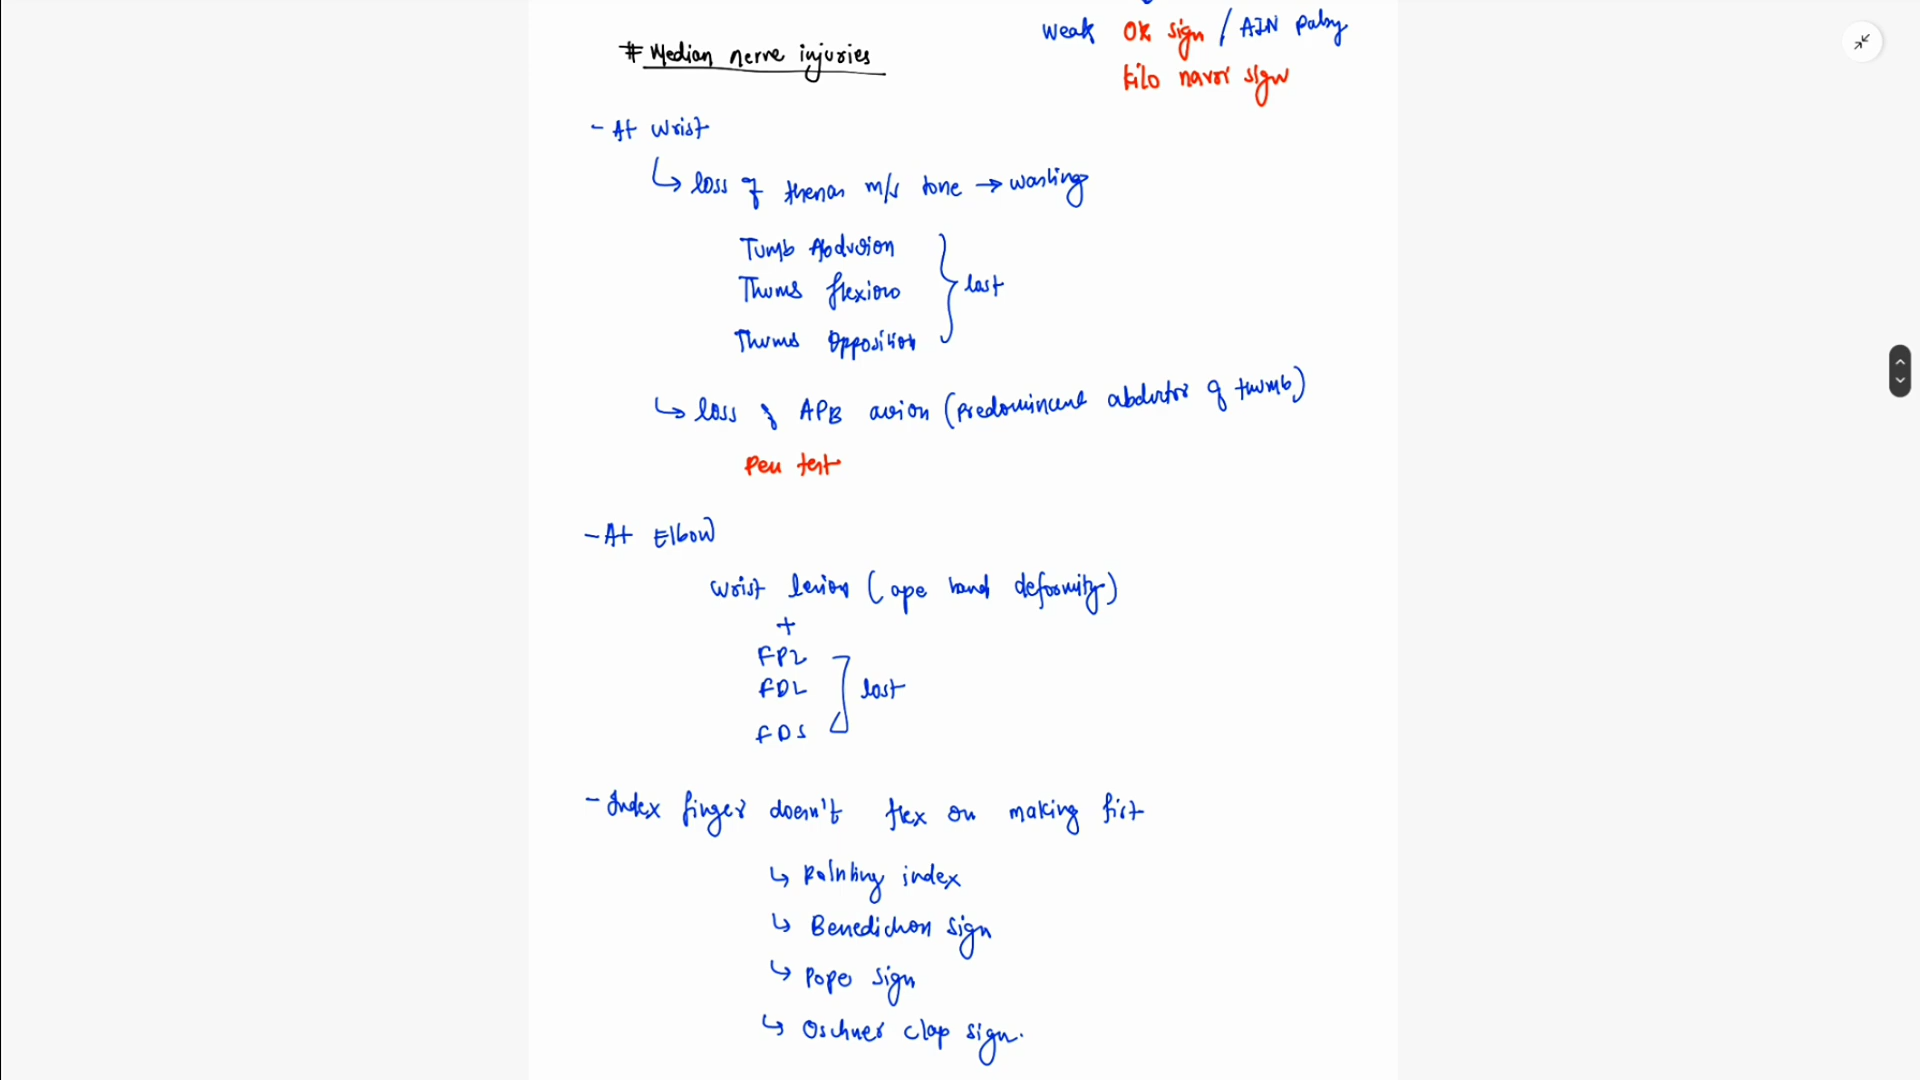 weak OK sign / AIN palsy
kilo navor sign
# Median nerve injuries
- At wrist
↳ loss of thenar m/s tone → wasting
Tumb Abduction
Thumb flexion
Thumb Opposition
lost
↳ loss of APB action (predominent abductor of thumb)
Pen test
- At Elbow
wrist lesion (ape hand deformity)
+
FPL
FDL
FDS
lost
- Index finger doesn't flex on making fist
↳ Pointing index
↳ Benediction sign
↳ Pope sign
↳ Oschner clap sign.